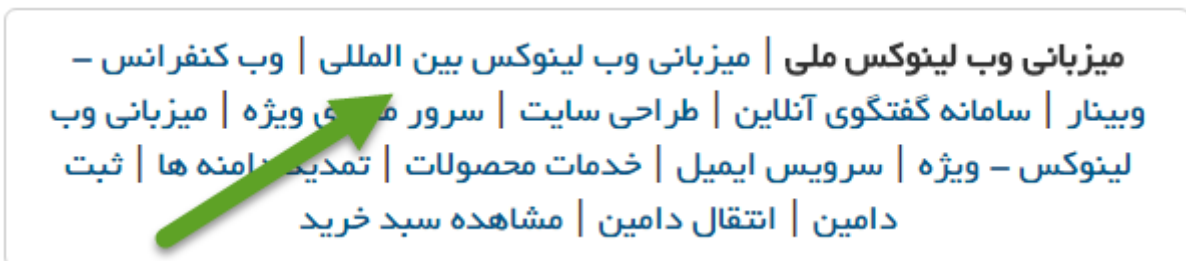 میزبانی وب لینوکس ملی | میزبانی وب لینوکس بین المللی | وب کنفرانس –
وبینار | سامانه گفتگوی آنلاین | طراحی سایت | سرور ویژه | میزبانی وب
لینوکس – ویژه | سرویس ایمیل | خدمات محصولات | تمدید دامنه ها | ثبت
دامین | انتقال دامین | مشاهده سبد خرید